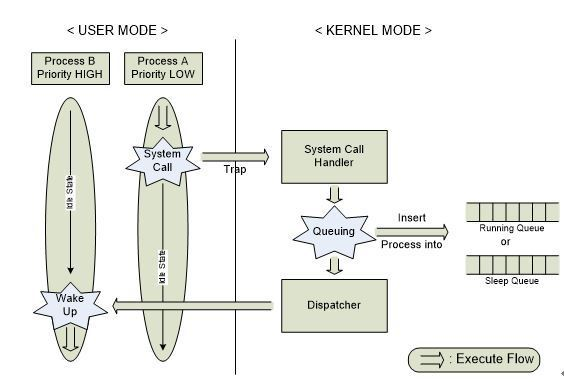 < USER MODE >
< KERNEL MODE >
Process B
Priority HIGH
Process A
Priority LOW
System
Call
Trap
System Call
Handler
Idle State
Queuing
Insert
Process into
Running Queue
or
Sleep Queue
Idle State
Wake
Up
Dispatcher
: Execute Flow